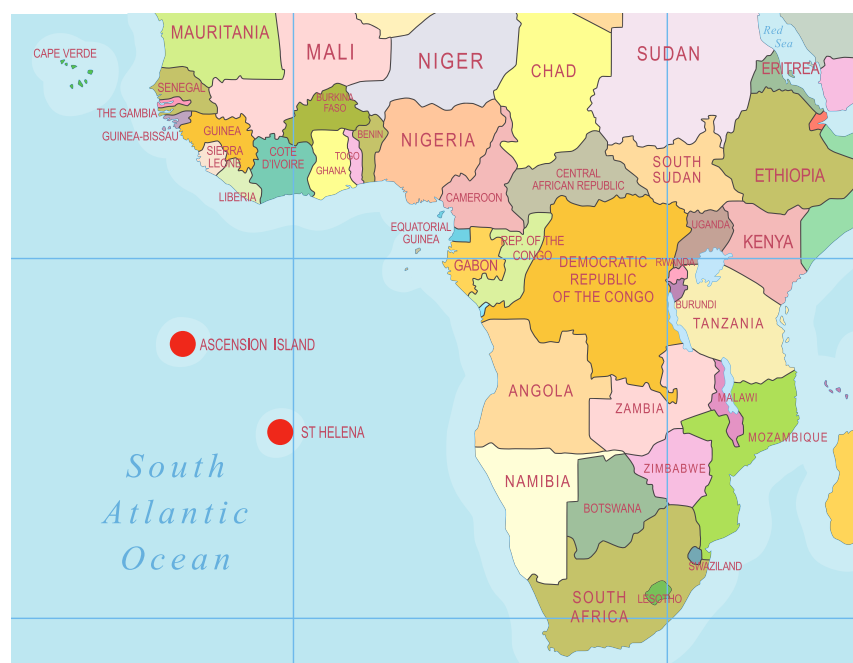 MAURITANIA
MALI
NIGER
CHAD
SUDAN
Red
Sea
ERITREA
CAPE VERDE
SENEGAL
THE GAMBIA
GUINEA-BISSAU
GUINEA
SIERRA
LEONE
LIBERIA
COTE
D'IVOIRE
BURKINA
FASO
GHANA
TOGO
BENIN
NIGERIA
CAMEROON
CENTRAL
AFRICAN REPUBLIC
SOUTH
SUDAN
ETHIOPIA
EQUATORIAL
GUINEA
GABON
REP. OF THE
CONGO
DEMOCRATIC
REPUBLIC
OF THE CONGO
UGANDA
KENYA
RWANDA
BURUNDI
TANZANIA
ASCENSION ISLAND
ANGOLA
ZAMBIA
MALAWI
MOZAMBIQUE
ST HELENA
South
Atlantic
Ocean
NAMIBIA
ZIMBABWE
BOTSWANA
SWAZILAND
SOUTH
AFRICA
LESOTHO